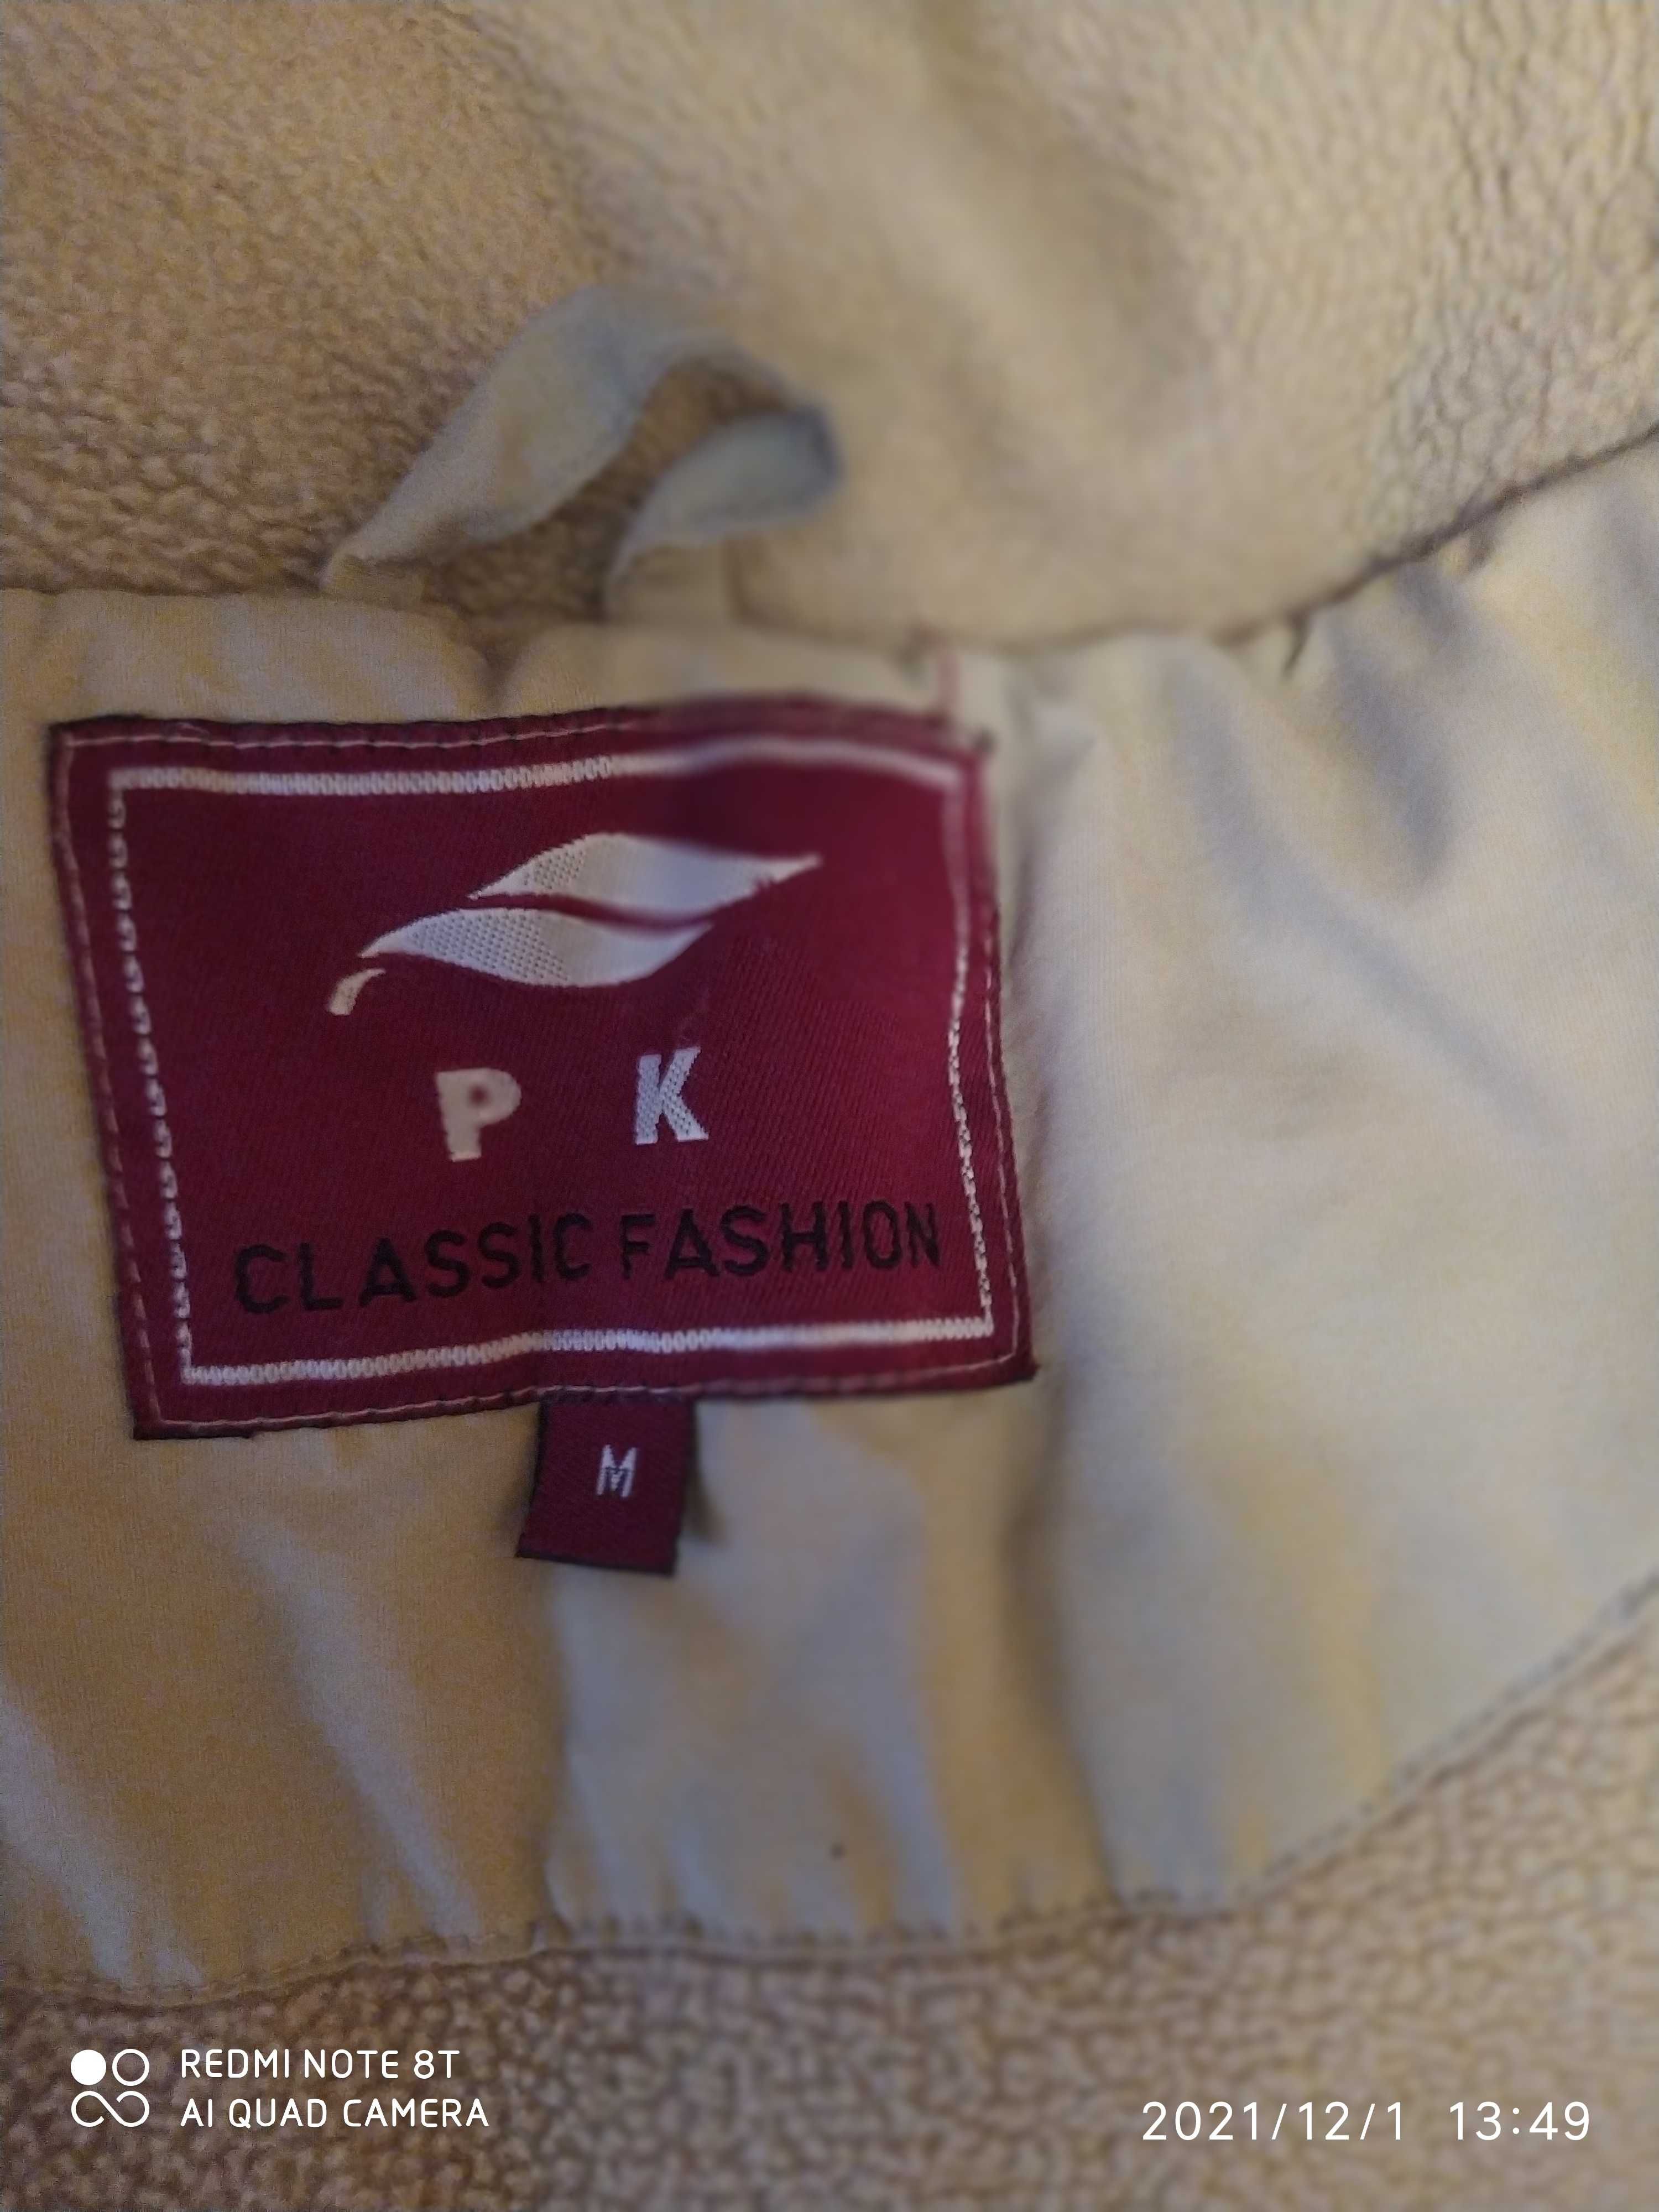 P K
CLASSIC FASHION
M
REDMI NOTE 8T
AI QUAD CAMERA
2021/12/1 13:49